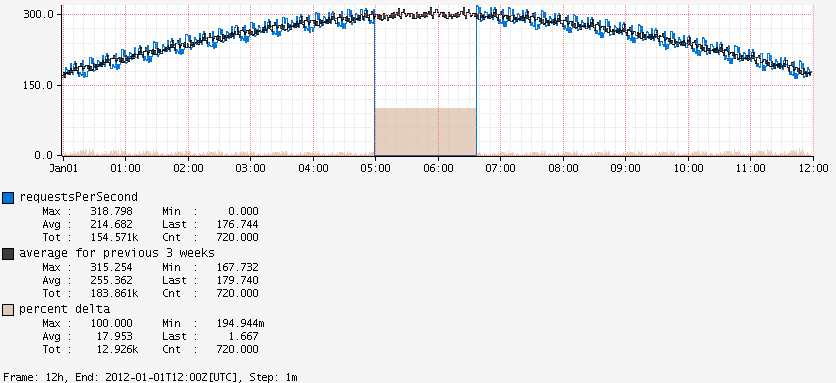 300.0
150.0
0.0
Jan01 01:00 02:00 03:00 04:00 05:00 06:00 07:00 08:00 09:00 10:00 11:00 12:00
requestsPerSecond
Max : 318.798 Min : 0.000
Avg : 214.682 Last : 176.744
Tot : 154.571k Cnt : 720.000
average for previous 3 weeks
Max : 315.254 Min : 167.732
Avg : 255.362 Last : 179.740
Tot : 183.861k Cnt : 720.000
percent delta
Max : 100.000 Min : 194.944m
Avg : 17.953 Last : 1.667
Tot : 12.926k Cnt : 720.000
Frame: 12h, End: 2012-01-01T12:00Z[UTC], Step: 1m